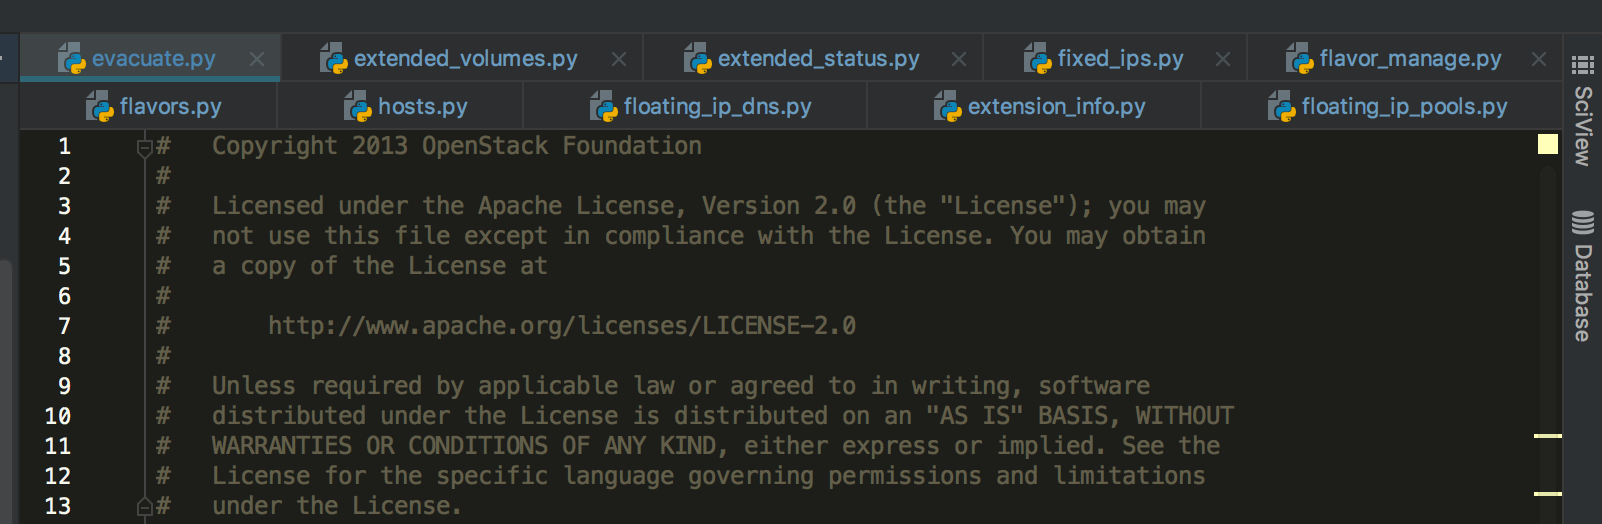 evacuate.py extended_volumes.py extended_status.py fixed_ips.py flavor_manage.py
flavors.py hosts.py floating_ip_dns.py extension_info.py floating_ip_pools.py
1 # Copyright 2013 OpenStack Foundation
2 #
3 # Licensed under the Apache License, Version 2.0 (the "License"); you may
4 # not use this file except in compliance with the License. You may obtain
5 # a copy of the License at
6 #
7 # http://www.apache.org/licenses/LICENSE-2.0
8 #
9 # Unless required by applicable law or agreed to in writing, software
10 # distributed under the License is distributed on an "AS IS" BASIS, WITHOUT
11 # WARRANTIES OR CONDITIONS OF ANY KIND, either express or implied. See the
12 # License for the specific language governing permissions and limitations
13 # under the License.
SciView
Database